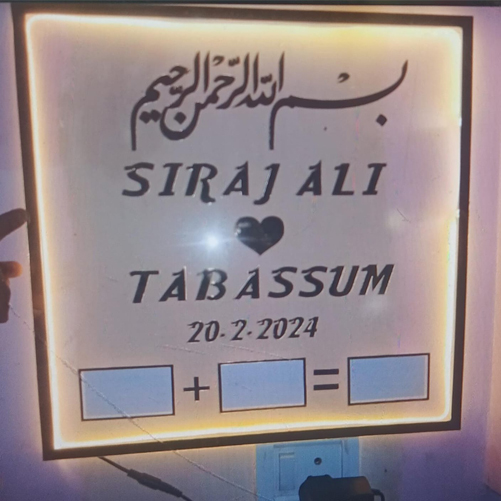 بسم الله الرحمن الرحيم
SIRAJ ALI
TABASSUM
20-2-2024
+ =